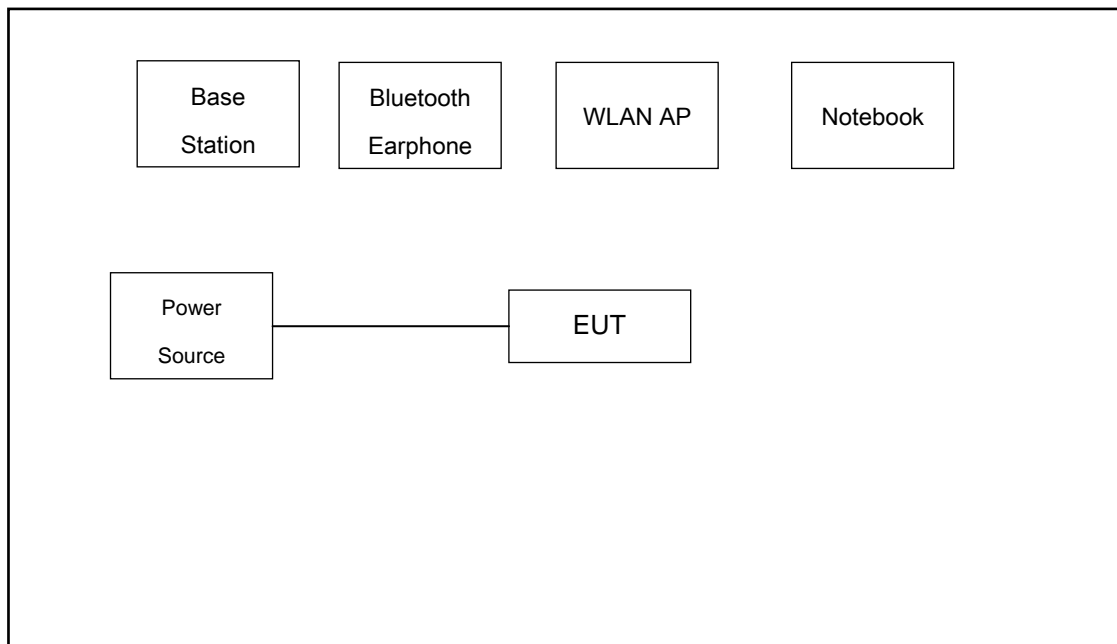 Base
Station
Bluetooth
Earphone
WLAN AP
Notebook
Power
Source
EUT